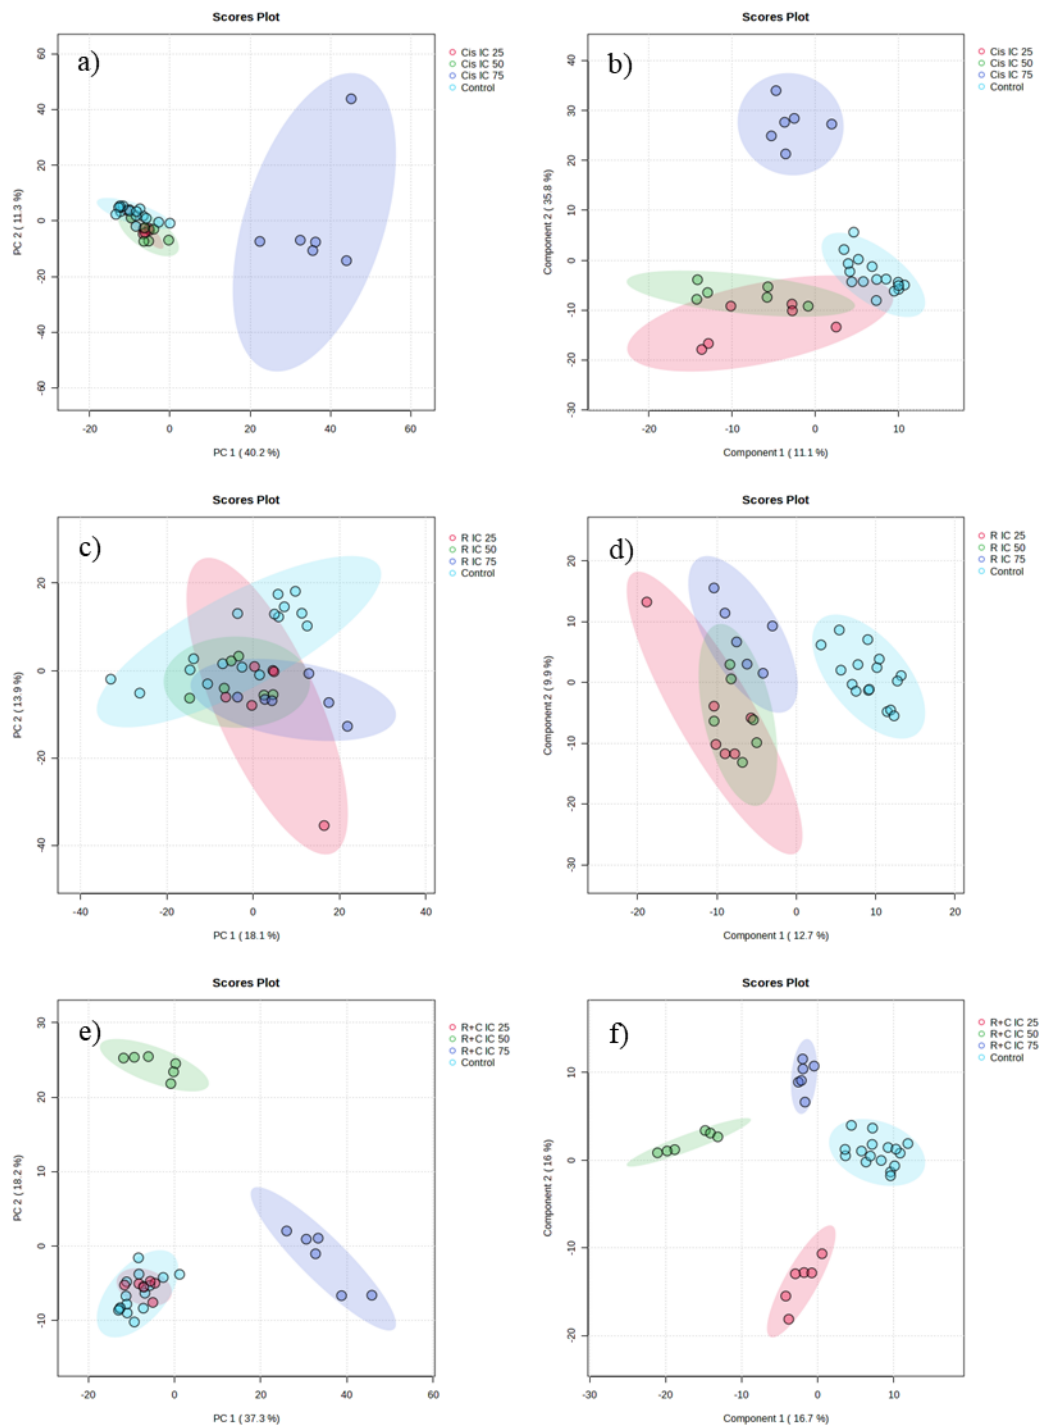 Scores Plot
a)
Cis IC 25
Cis IC 50
Cis IC 75
Control
60
40
20
0
-20
-40
-60
PC 2 ( 11.3 %)
-20 0 20 40 60
PC 1 ( 40.2 %)
Scores Plot
b)
Cis IC 25
Cis IC 50
Cis IC 75
Control
40
30
20
10
0
-10
-20
-30
Component 2 ( 35.8 %)
-20 -10 0 10
Component 1 ( 11.1 %)
Scores Plot
c)
R IC 25
R IC 50
R IC 75
Control
20
0
-20
-40
PC 2 ( 13.9 %)
-40 -20 0 20 40
PC 1 ( 18.1 %)
Scores Plot
d)
R IC 25
R IC 50
R IC 75
Control
20
10
0
-10
-20
-30
Component 2 ( 9.9 %)
-20 -10 0 10 20
Component 1 ( 12.7 %)
Scores Plot
e)
R+C IC 25
R+C IC 50
R+C IC 75
Control
30
20
10
0
-10
PC 2 ( 18.2 %)
-20 0 20 40 60
PC 1 ( 37.3 %)
Scores Plot
f)
R+C IC 25
R+C IC 50
R+C IC 75
Control
10
0
-10
-20
Component 2 ( 16 %)
-30 -20 -10 0 10
Component 1 ( 16.7 %)